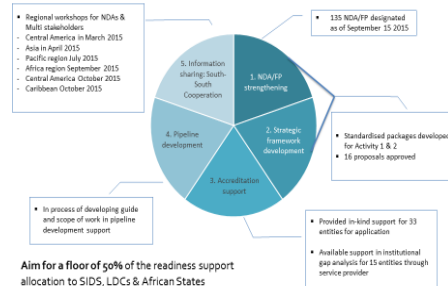 ▪ Regional workshops for NDAs &
Multi stakeholders
- Central America in March 2015
- Asia in April 2015
- Pacific region July 2015
- Africa region September 2015
- Central America October 2015
- Caribbean October 2015
▪ 135 NDA/FP designated
as of September 15 2015
5. Information
sharing: South-
South
Cooperation
1. NDA/FP
strengthening
4. Pipeline
development
2. Strategic
framework
development
3. Accreditation
support
▪ Standardised packages developed
for Activity 1 & 2
▪ 16 proposals approved
▪ In process of developing guide
and scope of work in pipeline
development support
▪ Provided in-kind support for 33
entities for application
▪ Available support in institutional
gap analysis for 15 entities through
service provider
Aim for a floor of 50% of the readiness support
allocation to SIDS, LDCs & African States